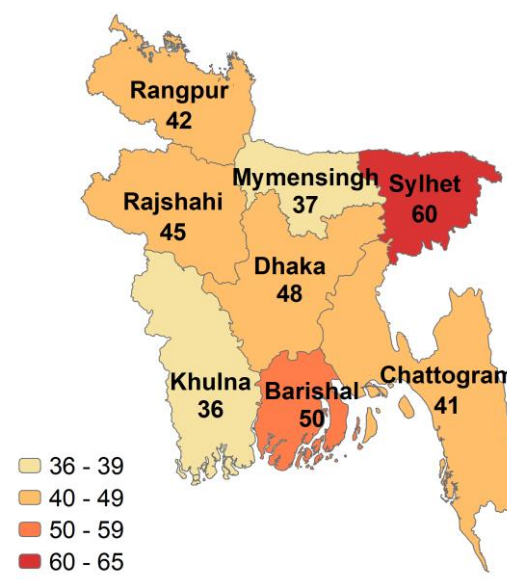 Rangpur
42
Mymensingh
37
Sylhet
60
Rajshahi
45
Dhaka
48
Khulna
36
Barishal
50
Chattogram
41
36 - 39
40 - 49
50 - 59
60 - 65